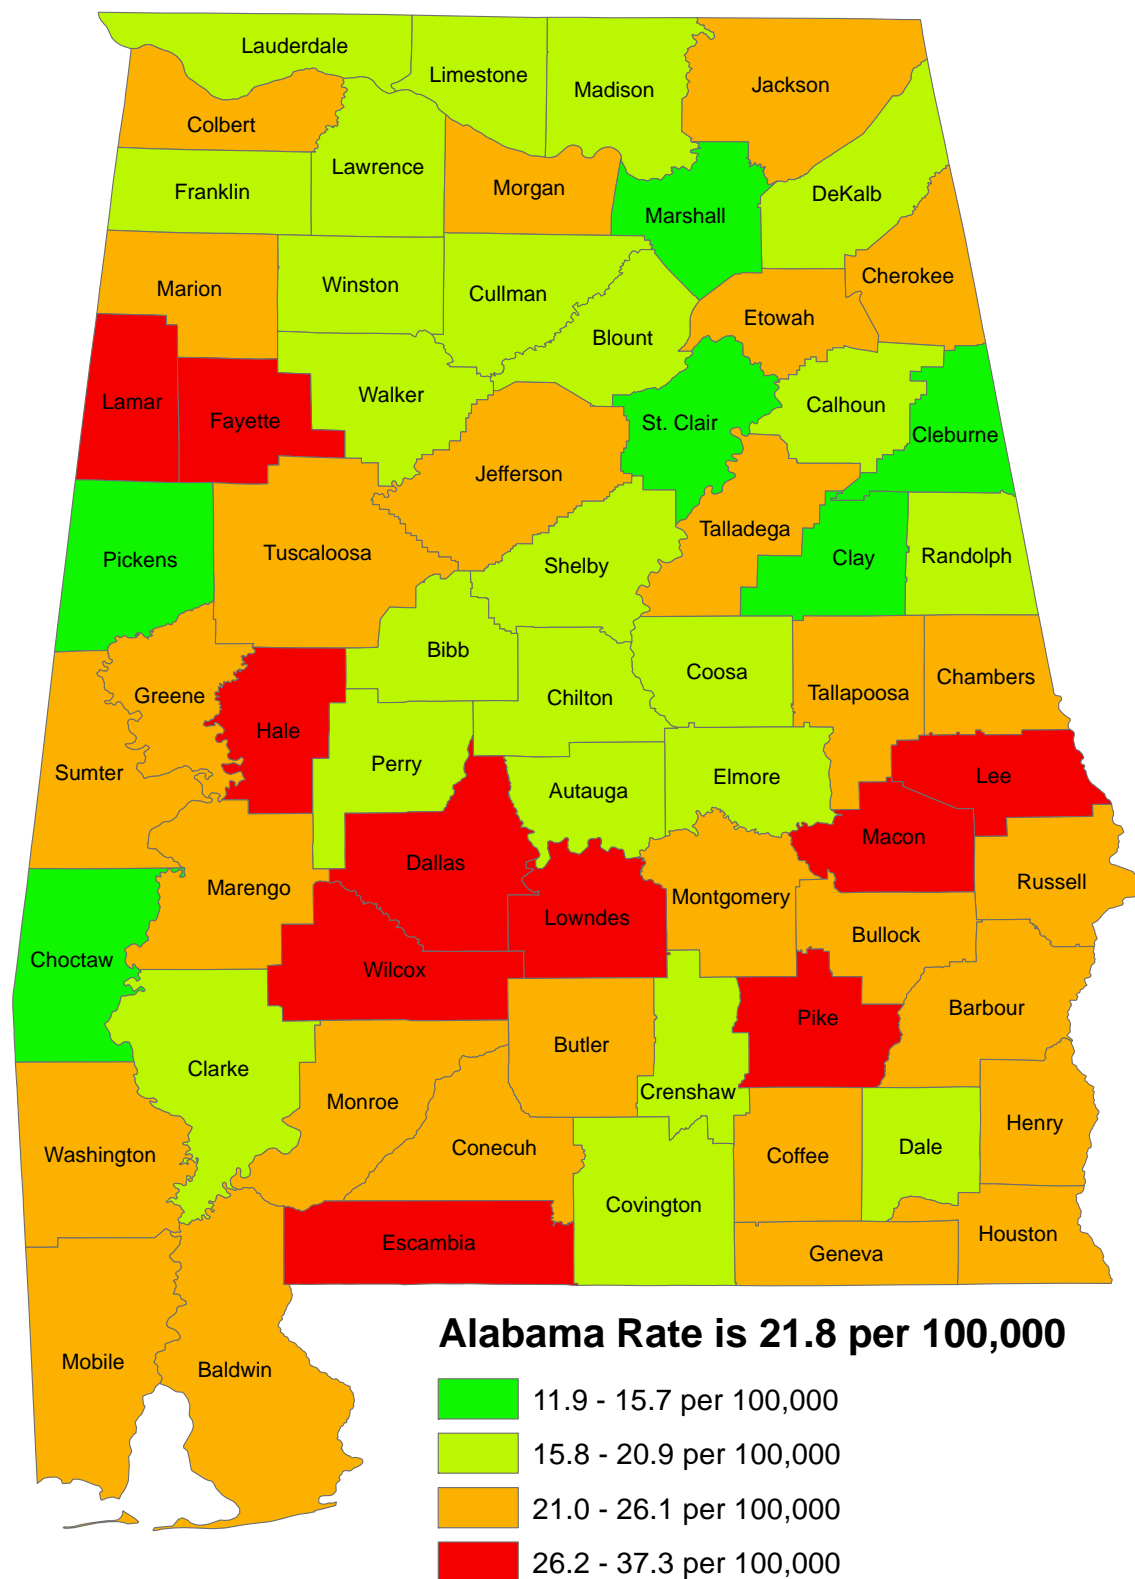 Lauderdale
Limestone
Madison
Jackson
Colbert
Lawrence
Franklin
Morgan
DeKalb
Marshall
Cherokee
Marion
Winston
Cullman
Etowah
Blount
Lamar
Walker
Calhoun
Fayette
St. Clair
Cleburne
Jefferson
Talladega
Tuscaloosa
Pickens
Shelby
Clay
Randolph
Bibb
Coosa
Chambers
Greene
Chilton
Tallapoosa
Hale
Sumter
Perry
Elmore
Lee
Autauga
Macon
Dallas
Marengo
Montgomery
Russell
Lowndes
Bullock
Choctaw
Wilcox
Barbour
Pike
Butler
Clarke
Crenshaw
Monroe
Henry
Washington
Conecuh
Coffee
Dale
Covington
Escambia
Houston
Geneva
Mobile
Baldwin
Alabama Rate is 21.8 per 100,000
11.9 - 15.7 per 100,000
15.8 - 20.9 per 100,000
21.0 - 26.1 per 100,000
26.2 - 37.3 per 100,000